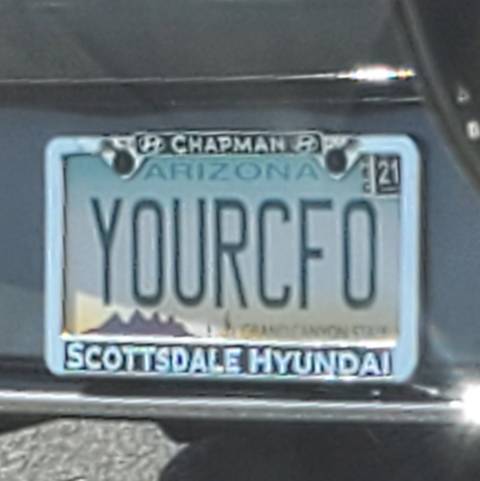 CHAPMAN
ARIZONA
21
YOURCFO
GRAND CANYON STATE
SCOTTSDALE HYUNDAI